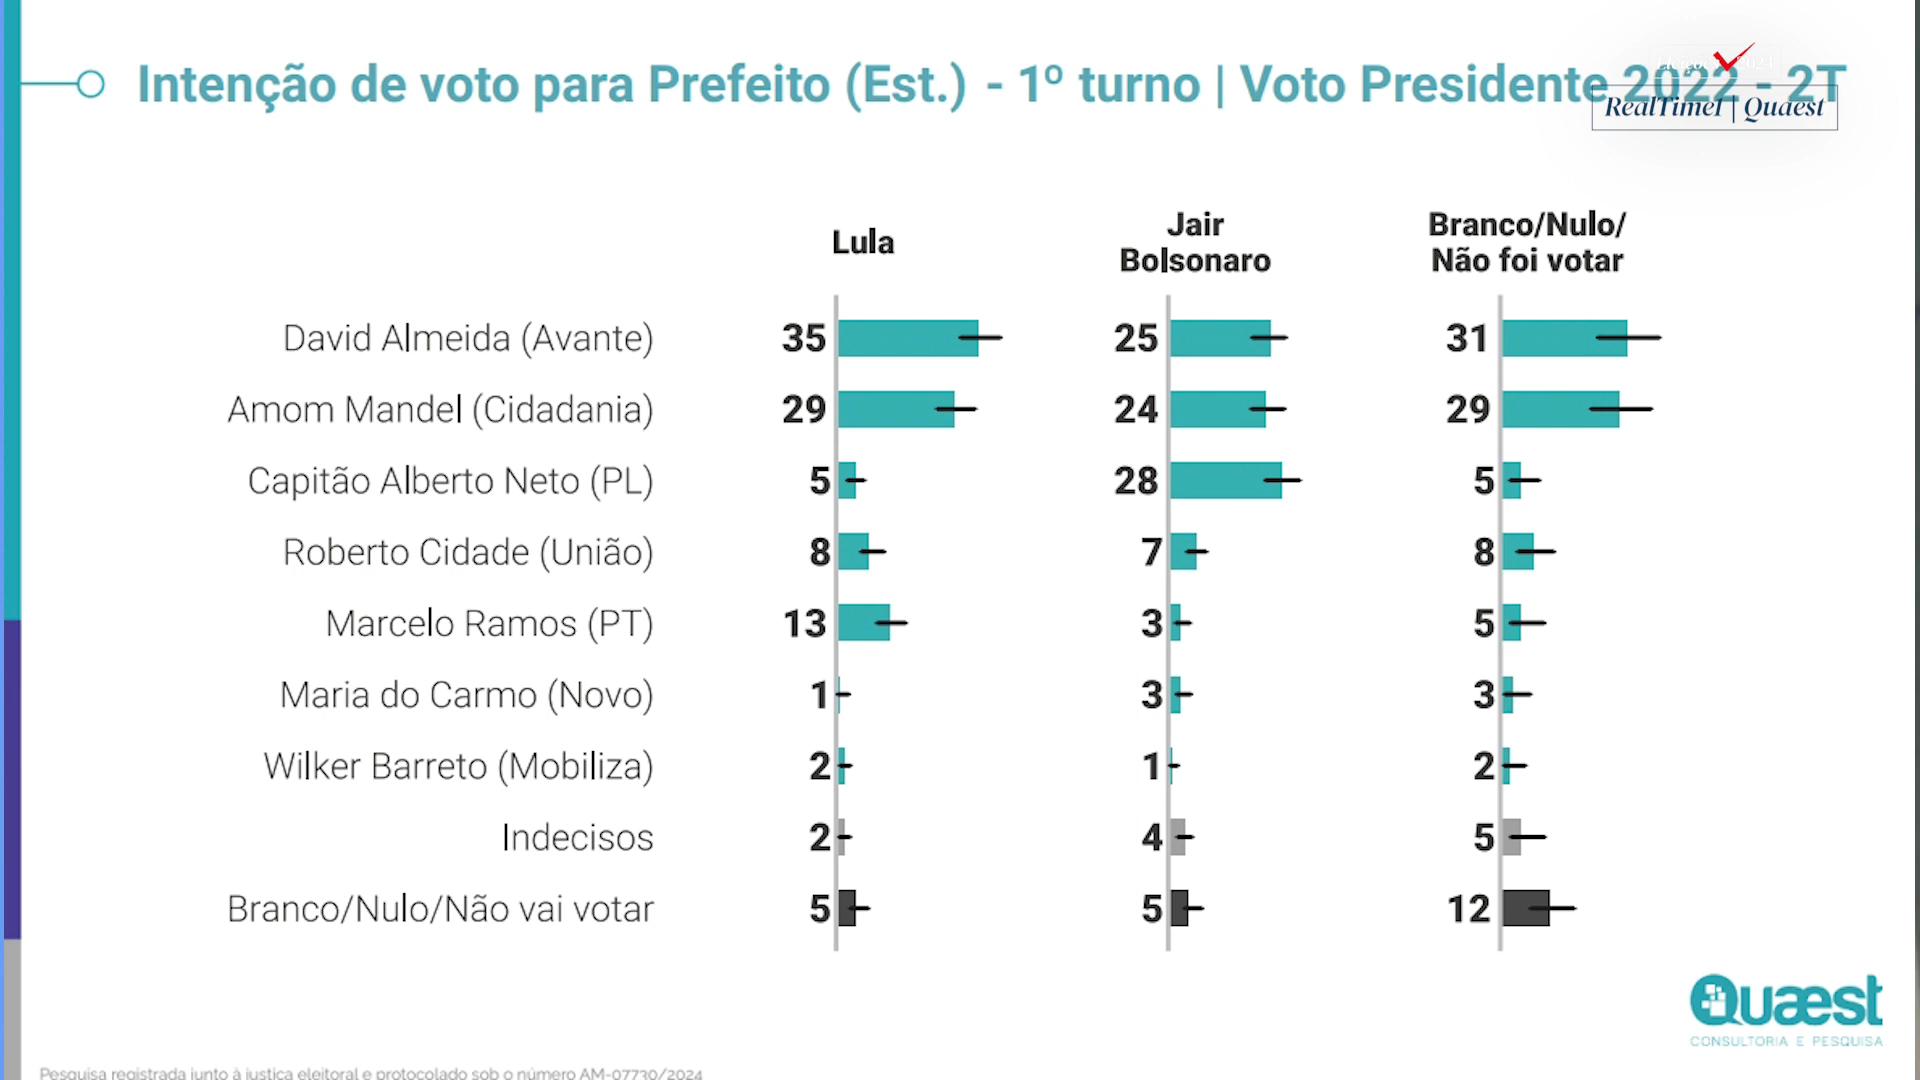 Intenção de voto para Prefeito (Est.) - 1º turno | Voto Presidente 2022 - 2T
RealTime1 | Quaest
Lula
Jair
Bolsonaro
Branco/Nulo/
Não foi votar
David Almeida (Avante) 35 25 31
Amom Mandel (Cidadania) 29 24 29
Capitão Alberto Neto (PL) 5 28 5
Roberto Cidade (União) 8 7 8
Marcelo Ramos (PT) 13 3 5
Maria do Carmo (Novo) 1 3 3
Wilker Barreto (Mobiliza) 2 1 2
Indecisos 2 4 5
Branco/Nulo/Não vai votar 5 5 12
Quæst
CONSULTORIA E PESQUISA
Pesquisa registrada junto à justiça eleitoral e protocolado sob o número AM-07730/2024